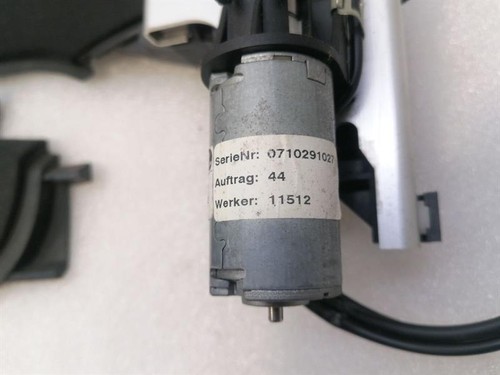 SerieNr: 0710291027
Auftrag: 44
Werker: 11512